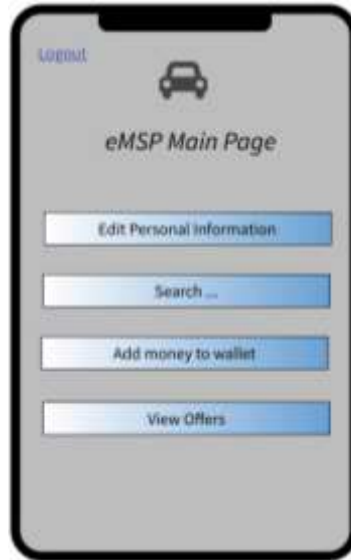 Logout
eMSP Main Page
Edit Personal Information
Search ...
Add money to wallet
View Offers